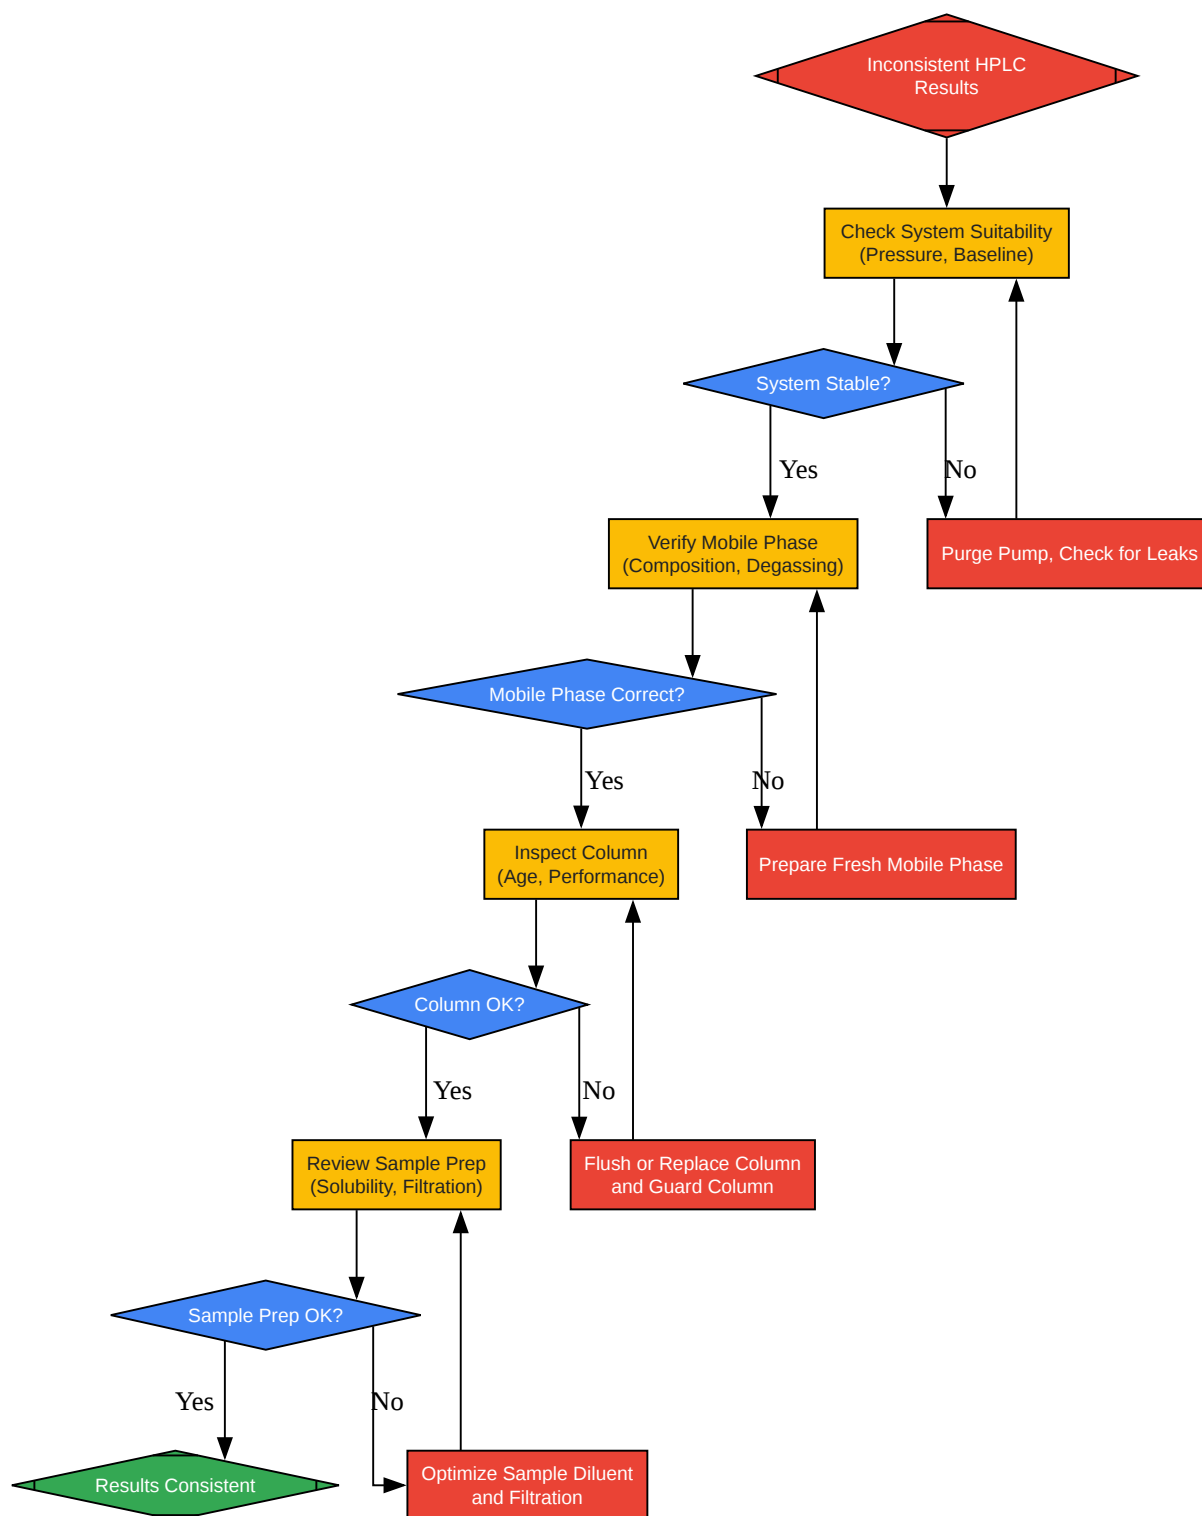 Inconsistent HPLC
Results
Check System Suitability
(Pressure, Baseline)
System Stable?
Yes
No
Verify Mobile Phase
(Composition, Degassing)
Purge Pump, Check for Leaks
Mobile Phase Correct?
Yes
No
Inspect Column
(Age, Performance)
Prepare Fresh Mobile Phase
Column OK?
Yes
No
Review Sample Prep
(Solubility, Filtration)
Flush or Replace Column
and Guard Column
Sample Prep OK?
Yes
No
Results Consistent
Optimize Sample Diluent
and Filtration